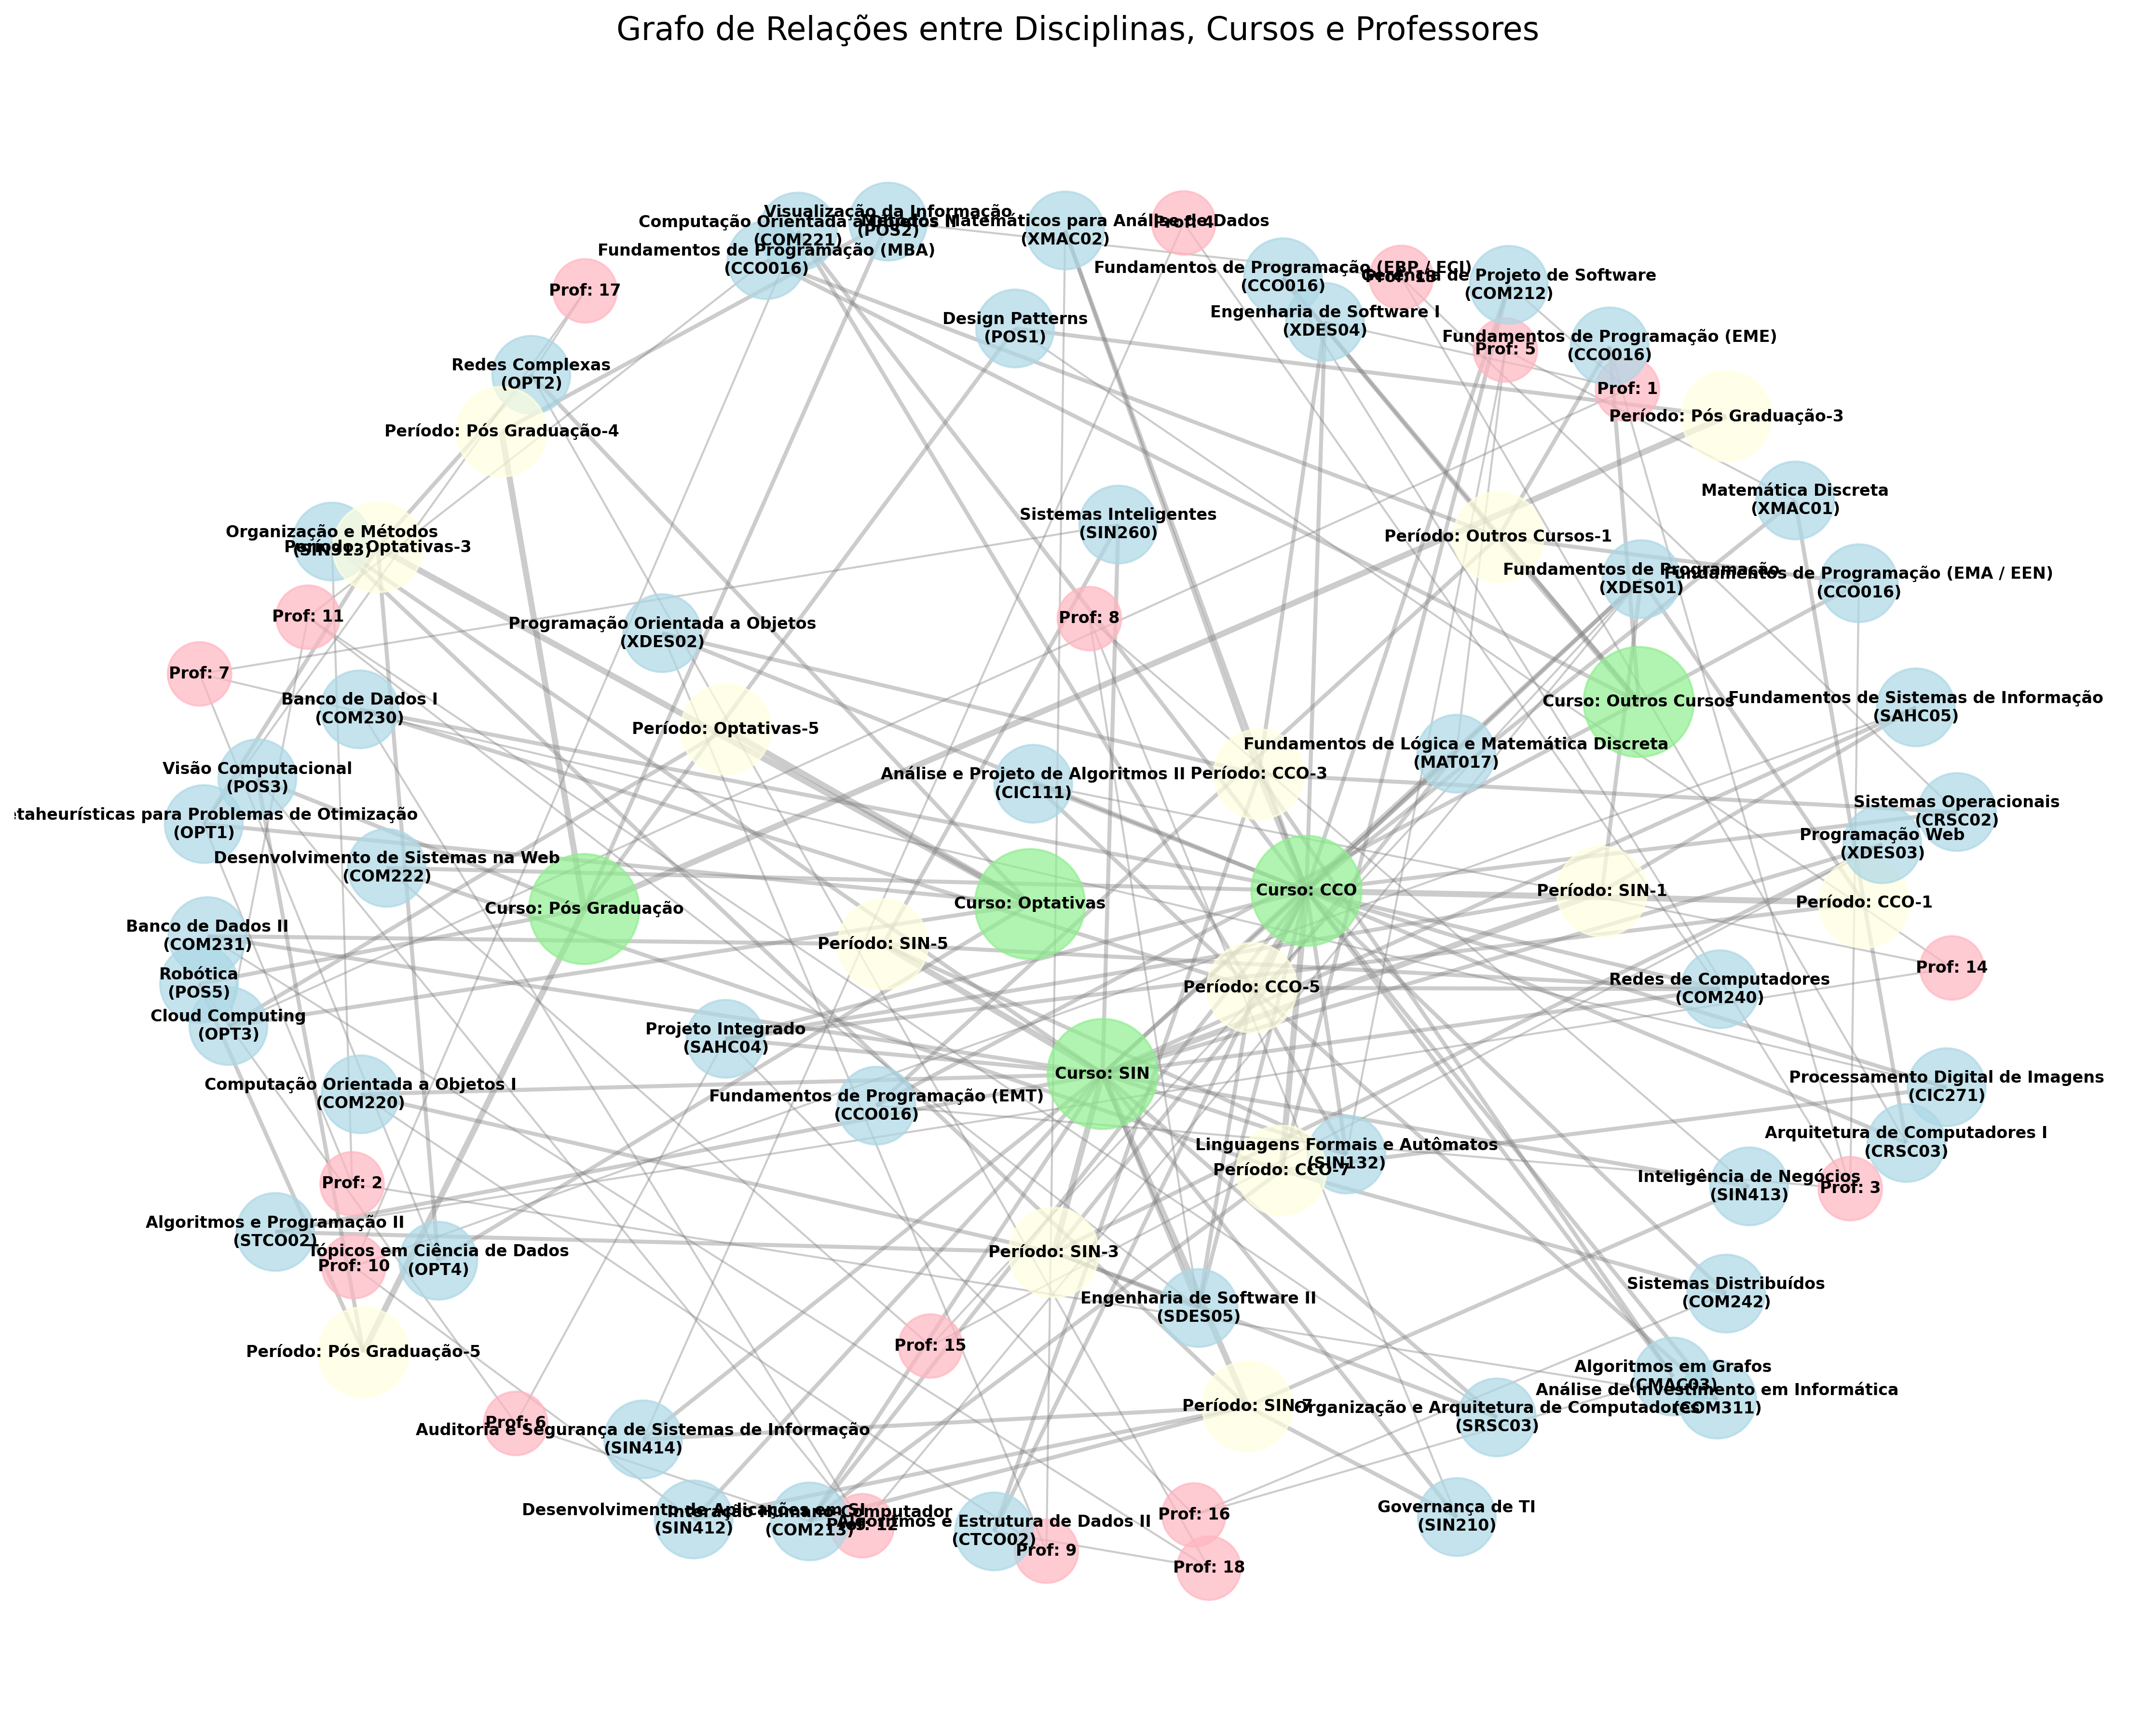 Grafo de Relações entre Disciplinas, Cursos e Professores
Visualização da Informação
(POS2)
Computação Orientada a Objetos II
(COM221)
Métodos Matemáticos para Análise de Dados
(XMAC02)
Prof: 4
Fundamentos de Programação (MBA)
(CCO016)
Fundamentos de Programação (EBP / ECI)
(CCO016)
Gerência de Projeto de Software
(COM212)
Prof: 17
Design Patterns
(POS1)
Engenharia de Software I
(XDES04)
Fundamentos de Programação (EME)
(CCO016)
Prof: 5
Redes Complexas
(OPT2)
Prof: 1
Período: Pós Graduação-3
Período: Pós Graduação-4
Matemática Discreta
(XMAC01)
Sistemas Inteligentes
(SIN260)
Organização e Métodos
(SIN313)
Período: Optativas-3
Período: Outros Cursos-1
Fundamentos de Programação
(XDES01)
Fundamentos de Programação (EMA / EEN)
(CCO016)
Prof: 11
Prof: 8
Programação Orientada a Objetos
(XDES02)
Prof: 7
Banco de Dados I
(COM230)
Curso: Outros Cursos
Fundamentos de Sistemas de Informação
(SAHC05)
Período: Optativas-5
Fundamentos de Lógica e Matemática Discreta
(MAT017)
Visão Computacional
(POS3)
Análise e Projeto de Algoritmos II
(CIC111)
Período: CCO-3
Sistemas Operacionais
(CRSC02)
etaheurísticas para Problemas de Otimização
(OPT1)
Programação Web
(XDES03)
Desenvolvimento de Sistemas na Web
(COM222)
Curso: Pós Graduação
Curso: Optativas
Curso: CCO
Período: SIN-1
Período: CCO-1
Banco de Dados II
(COM231)
Período: SIN-5
Prof: 14
Robótica
(POS5)
Período: CCO-5
Redes de Computadores
(COM240)
Cloud Computing
(OPT3)
Projeto Integrado
(SAHC04)
Curso: SIN
Computação Orientada a Objetos I
(COM220)
Fundamentos de Programação (EMT)
(CCO016)
Processamento Digital de Imagens
(CIC271)
Linguagens Formais e Autômatos
(SIN132)
Arquitetura de Computadores I
(CRSC03)
Período: CCO-7
Prof: 2
Inteligência de Negócios
(SIN413)
Prof: 3
Algoritmos e Programação II
(STCO02)
Tópicos em Ciência de Dados
(OPT4)
Prof: 10
Período: SIN-3
Engenharia de Software II
(SDES05)
Sistemas Distribuídos
(COM242)
Período: Pós Graduação-5
Prof: 15
Algoritmos em Grafos
(CMAC03)
Análise de Investimento em Informática
(COM311)
Período: SIN-7
Organização e Arquitetura de Computadores
(SRSC03)
Prof: 6
Auditoria e Segurança de Sistemas de Informação
(SIN414)
Desenvolvimento de Aplicações em SI
(SIN412)
Interação Humano-Computador
(COM213)
Prof: 12
Algoritmos e Estrutura de Dados II
(CTCO02)
Prof: 9
Prof: 16
Governança de TI
(SIN210)
Prof: 18